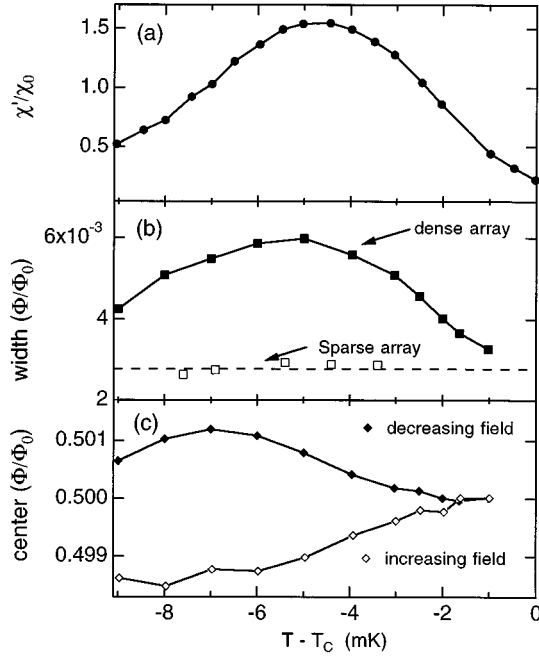 (a)
1.5
1.0
0.5
χ'/χ0
(b)
dense array
6x10⁻³
4
2
width (Φ/Φ0)
Sparse array
(c)
decreasing field
0.501
0.500
0.499
center (Φ/Φ0)
increasing field
-8 -6 -4 -2 0
T - TC (mK)